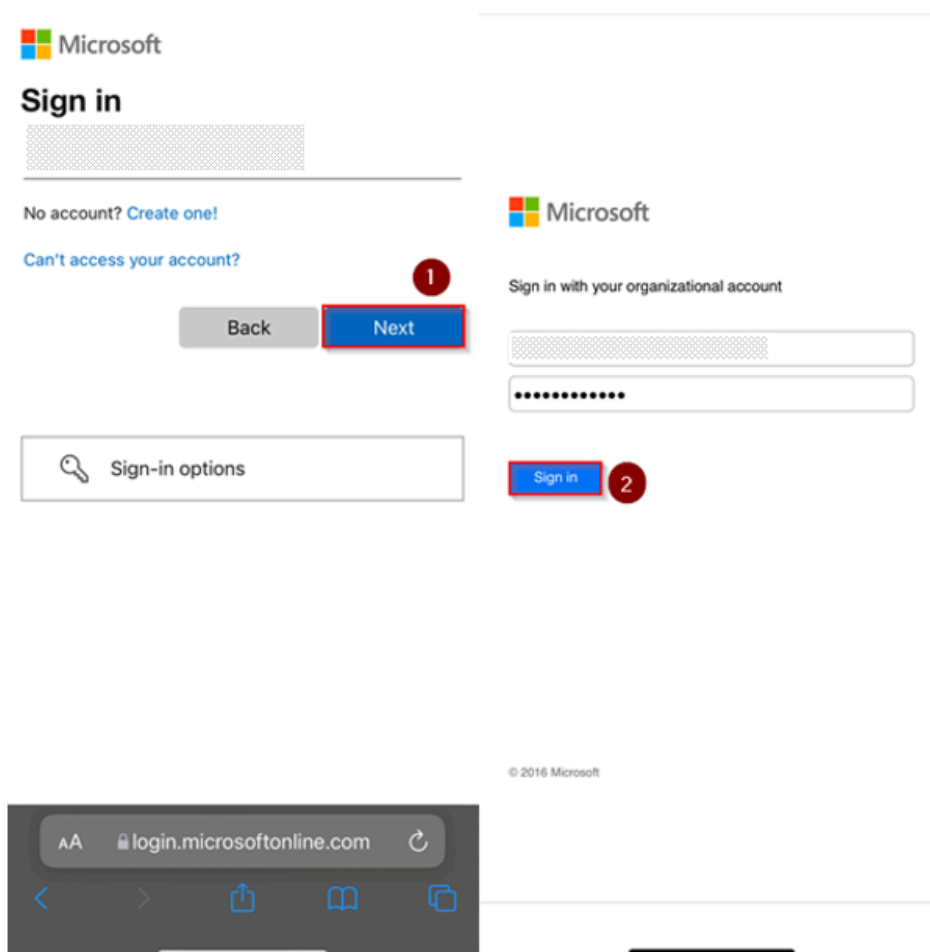 Microsoft
Sign in
No account? Create one!
Can't access your account?
1
Back
Next
Sign-in options
AA
login.microsoftonline.com
Microsoft
Sign in with your organizational account
••••••••••••
Sign in
2
© 2016 Microsoft